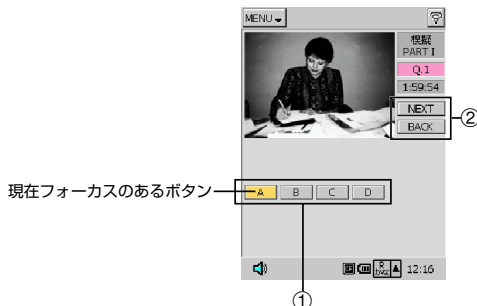 MENU
模擬
PART I
Q.1
1:59:54
NEXT
②
BACK
現在フォーカスのあるボタン
A B C D
12:16
①